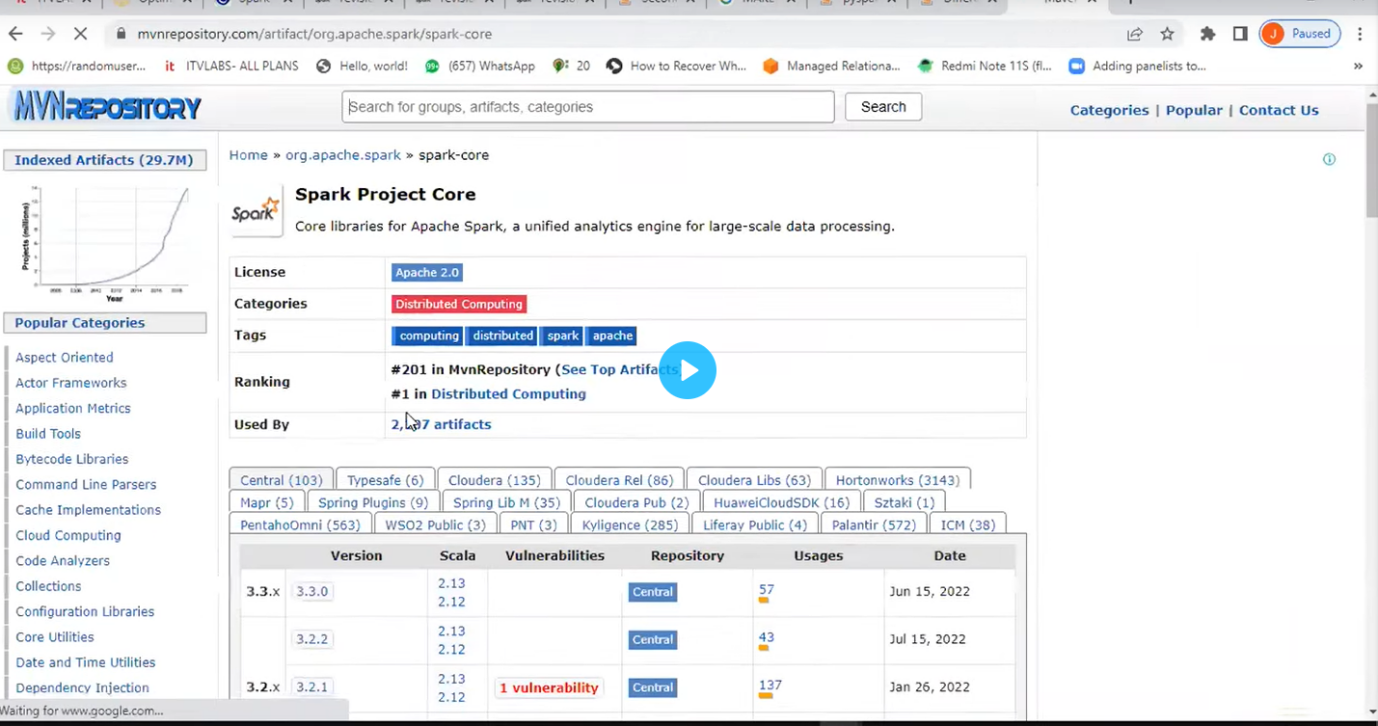 mvnrepository.com/artifact/org.apache.spark/spark-core
J Paused
https://randomuser... it ITVLABS- ALL PLANS Hello, world! (657) WhatsApp 20 How to Recover Wh... Managed Relationa... Redmi Note 11S (fl... Adding panelists to... »
MVNREPOSITORY
Search for groups, artifacts, categories
Search
Categories | Popular | Contact Us
Indexed Artifacts (29.7M)
Projects (millions)
Year
Popular Categories
Aspect Oriented
Actor Frameworks
Application Metrics
Build Tools
Bytecode Libraries
Command Line Parsers
Cache Implementations
Cloud Computing
Code Analyzers
Collections
Configuration Libraries
Core Utilities
Date and Time Utilities
Dependency Injection
Home » org.apache.spark » spark-core
Spark
Spark Project Core
Core libraries for Apache Spark, a unified analytics engine for large-scale data processing.
License Apache 2.0
Categories Distributed Computing
Tags computing distributed spark apache
Ranking
#201 in MvnRepository (See Top Artifacts
#1 in Distributed Computing
Used By artifacts
Central (103) Typesafe (6) Cloudera (135) Cloudera Rel (86) Cloudera Libs (63) Hortonworks (3143)
Mapr (5) Spring Plugins (9) Spring Lib M (35) Cloudera Pub (2) HuaweiCloudSDK (16) Sztaki (1)
PentahoOmni (563) WSO2 Public (3) PNT (3) Kyligence (285) Liferay Public (4) Palantir (572) ICM (38)
Version Scala Vulnerabilities Repository Usages Date
3.3.x 3.3.0 2.13 2.12 Central 57 Jun 15, 2022
3.2.2 2.13 2.12 Central 43 Jul 15, 2022
3.2.x 3.2.1 2.13 2.12 1 vulnerability Central 137 Jan 26, 2022
Waiting for www.google.com...